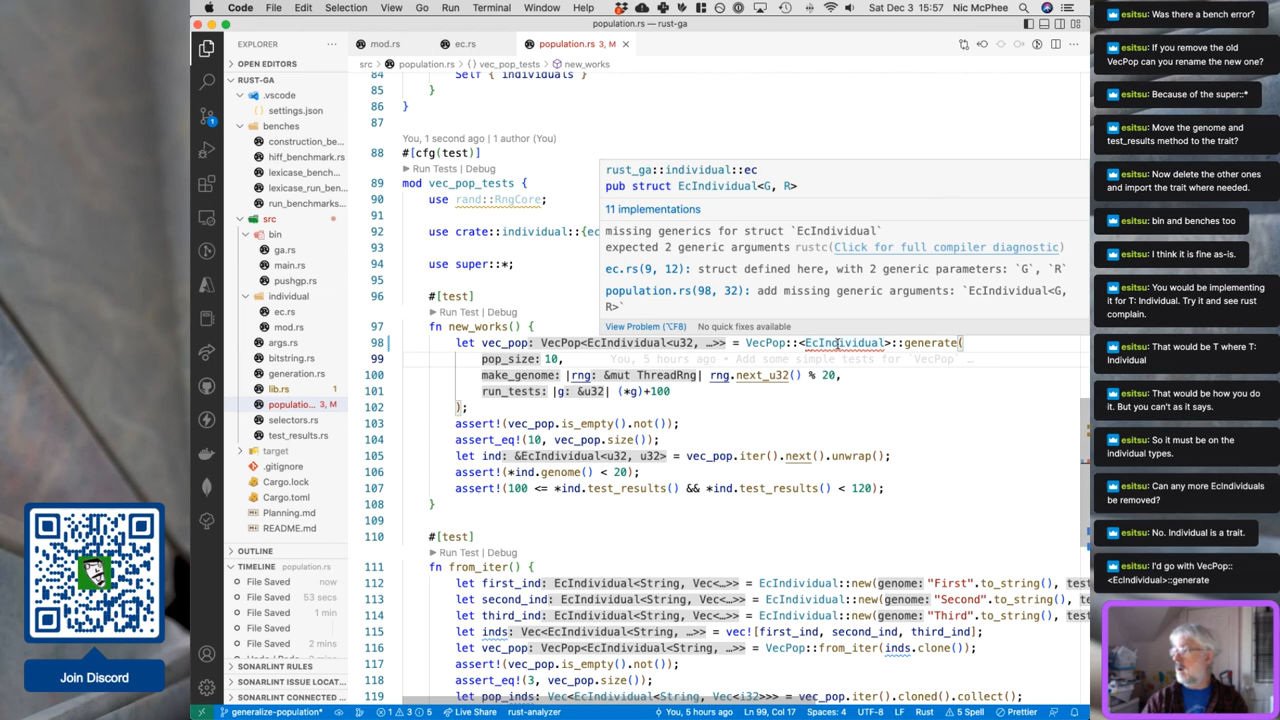 Code File Edit Selection View Go Run Terminal Window Help
Sat Dec 3 15:57 Nic McPhee
population.rs — rust-ga
EXPLORER
OPEN EDITORS
RUST-GA
.vscode
settings.json
benches
construction_be...
hiff_benchmark.rs
lexicase_bench...
lexicase_run_ben...
run_benchmarks...
src
bin
ga.rs
main.rs
pushgp.rs
individual
ec.rs
mod.rs
args.rs
bitstring.rs
generation.rs
lib.rs 1
populatio... 3, M
selectors.rs
test_results.rs
target
.gitignore
Cargo.lock
Cargo.toml
Planning.md
README.md
OUTLINE
TIMELINE population.rs
File Saved now
File Saved 53 secs
File Saved 1 min
File Saved
File Saved 2 mins
SONARLINT RULES
SONARLINT ISSUE LOCAT...
SONARLINT CONNECTED
mod.rs
ec.rs
population.rs 3, M
src > population.rs > {} vec_pop_tests > new_works
84 Self { individuals }
85 }
86 }
87
You, 1 second ago | 1 author (You)
88 #[cfg(test)]
Run Tests | Debug
89 mod vec_pop_tests {
90 use rand::RngCore;
91
92 use crate::individual::{ec
93
94 use super::*;
95
96 #[test]
Run Test | Debug
97 fn new_works() {
98 let vec_pop: VecPop<EcIndividual<u32, …>> = VecPop::<EcIndividual>::generate(
99 pop_size: 10, You, 5 hours ago • Add some simple tests for `VecPop` …
100 make_genome: |rng: &mut ThreadRng| rng.next_u32() % 20,
101 run_tests: |g: &u32| (*g)+100
102 );
103 assert!(vec_pop.is_empty().not());
104 assert_eq!(10, vec_pop.size());
105 let ind: &EcIndividual<u32, u32> = vec_pop.iter().next().unwrap();
106 assert!(*ind.genome() < 20);
107 assert!(100 <= *ind.test_results() && *ind.test_results() < 120);
108 }
109
110 #[test]
Run Test | Debug
111 fn from_iter() {
112 let first_ind: EcIndividual<String, Vec<…>> = EcIndividual::new(genome: "First".to_string(), test
113 let second_ind: EcIndividual<String, Vec<…>> = EcIndividual::new(genome: "Second".to_string(), te
114 let third_ind: EcIndividual<String, Vec<…>> = EcIndividual::new(genome: "Third".to_string(), test
115 let inds: Vec<EcIndividual<String, …>> = vec![first_ind, second_ind, third_ind];
116 let vec_pop: VecPop<EcIndividual<String, …>> = VecPop::from_iter(inds.clone());
117 assert!(vec_pop.is_empty().not());
118 assert_eq!(3, vec_pop.size());
119 let pop_inds: Vec<EcIndividual<String, Vec<i32>>> = vec_pop.iter().cloned().collect();
rust_ga::individual::ec
pub struct EcIndividual<G, R>
11 implementations
missing generics for struct `EcIndividual`
expected 2 generic arguments rustc(Click for full compiler diagnostic)
ec.rs(9, 12): struct defined here, with 2 generic parameters: `G`, `R`
population.rs(98, 32): add missing generic arguments: `EcIndividual<G,
R>`
View Problem (⌥F8) No quick fixes available
generalize-population* 1 3 5 Live Share rust-analyzer You, 5 hours ago Ln 99, Col 17 Spaces: 4 UTF-8 LF Rust 5 Spell Prettier
Join Discord
esitsu: Was there a bench error?
esitsu: If you remove the old
VecPop can you rename the new one?
esitsu: Because of the super::*
esitsu: Move the genome and
test_results method to the trait?
esitsu: Now delete the other ones
and import the trait where needed.
esitsu: bin and benches too
esitsu: I think it is fine as-is.
esitsu: You would be implementing
it for T: Individual. Try it and see rust
complain.
esitsu: That would be T where T:
Individual
esitsu: That would be how you do
it. But you can't as it says.
esitsu: So it must be on the
individual types.
esitsu: Can any more EcIndividuals
be removed?
esitsu: No. Individual is a trait.
esitsu: I'd go with VecPop::
<EcIndividual>::generate